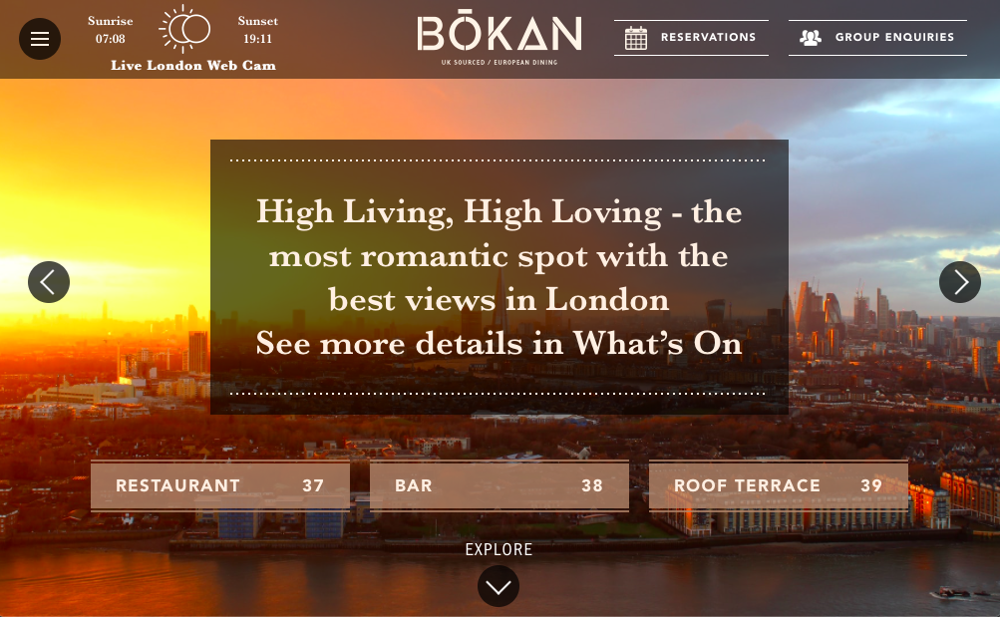 Sunrise
07:08
Sunset
19:11
Live London Web Cam
BŌKAN
UK SOURCED / EUROPEAN DINING
RESERVATIONS
GROUP ENQUIRIES
High Living, High Loving - the
most romantic spot with the
best views in London
See more details in What's On
RESTAURANT 37
BAR 38
ROOF TERRACE 39
EXPLORE